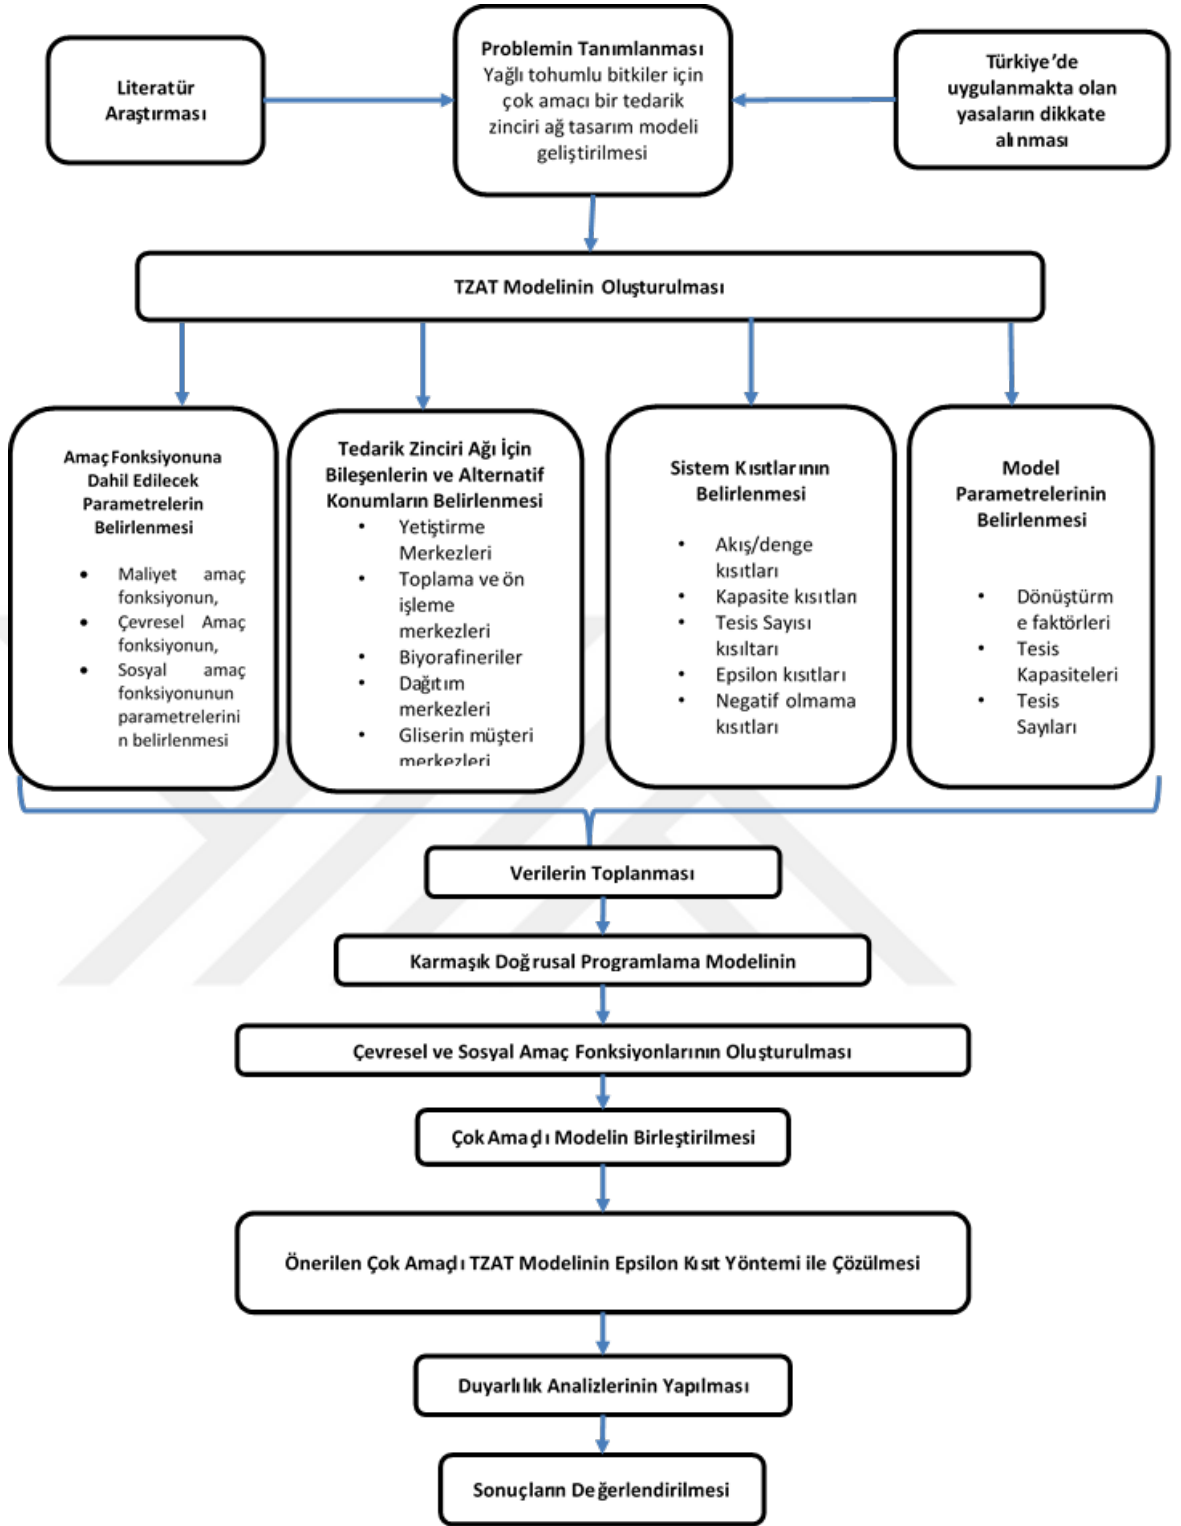 Literatür
Araştırması
Problemin Tanımlanması
Yağlı tohumlu bitkiler için
çok amacı bir tedarik
zinciri ağ tasarım modeli
geliştirilmesi
Türkiye’de
uygulanmakta olan
yasaların dikkate
alınması
TZAT Modelinin Oluşturulması
Amaç Fonksiyonuna
Dahil Edilecek
Parametrelerin
Belirlenmesi
• Maliyet amaç
fonksiyonun,
• Çevresel Amaç
fonksiyonun,
• Sosyal amaç
fonksiyonunun
parametrelerini
n belirlenmesi
Tedarik Zinciri Ağı İçin
Bileşenlerin ve Alternatif
Konumların Belirlenmesi
• Yetiştirme
Merkezleri
• Toplama ve ön
işleme
merkezleri
• Biyorafineriler
• Dağıtım
merkezleri
• Gliserin müşteri
merkezleri
Sistem Kısıtlarının
Belirlenmesi
• Akış/denge
kısıtları
• Kapasite kısıtları
• Tesis Sayısı
kısıltarı
• Epsilon kısıtları
• Negatif olmama
kısıtları
Model
Parametrelerinin
Belirlenmesi
• Dönüştürm
e faktörleri
• Tesis
Kapasiteleri
• Tesis
Sayıları
Verilerin Toplanması
Karmaşık Doğrusal Programlama Modelinin
Çevresel ve Sosyal Amaç Fonksiyonlarının Oluşturulması
Çok Amaçlı Modelin Birleştirilmesi
Önerilen Çok Amaçlı TZAT Modelinin Epsilon Kısıt Yöntemi ile Çözülmesi
Duyarlılık Analizlerinin Yapılması
Sonuçların Değerlendirilmesi